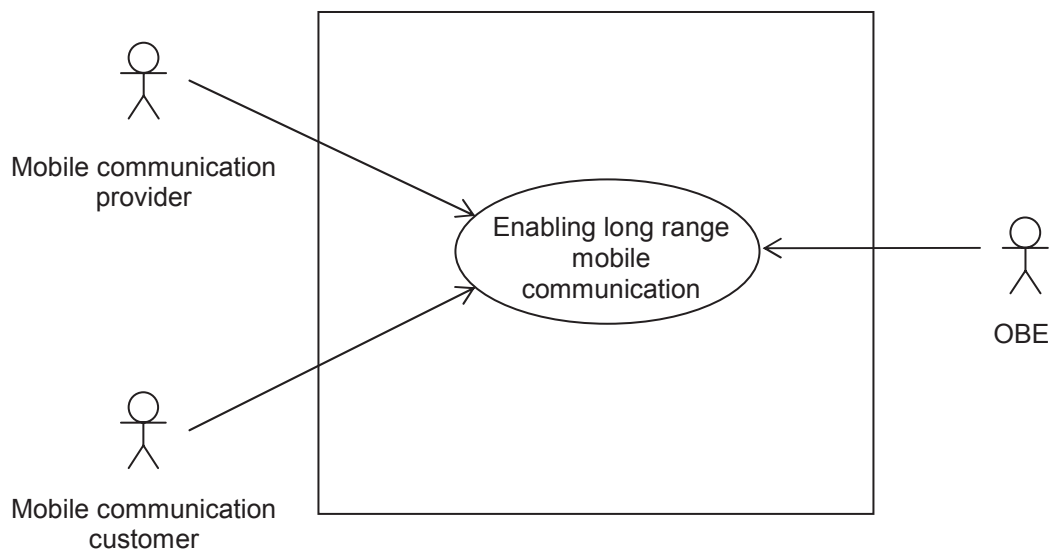 Mobile communication
provider
Enabling long range
mobile
communication
OBE
Mobile communication
customer